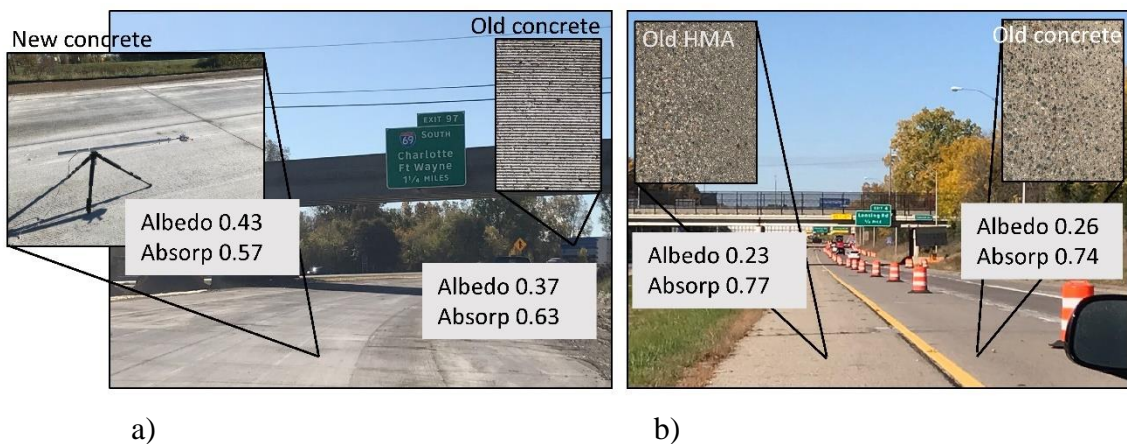 New concrete
Old concrete
EXIT 97
69 SOUTH
Charlotte
Ft Wayne
1 1/4 MILES
Albedo 0.43
Absorp 0.57
Albedo 0.37
Absorp 0.63
a)
Old HMA
Old concrete
Lansing Rd
Albedo 0.23
Absorp 0.77
Albedo 0.26
Absorp 0.74
b)